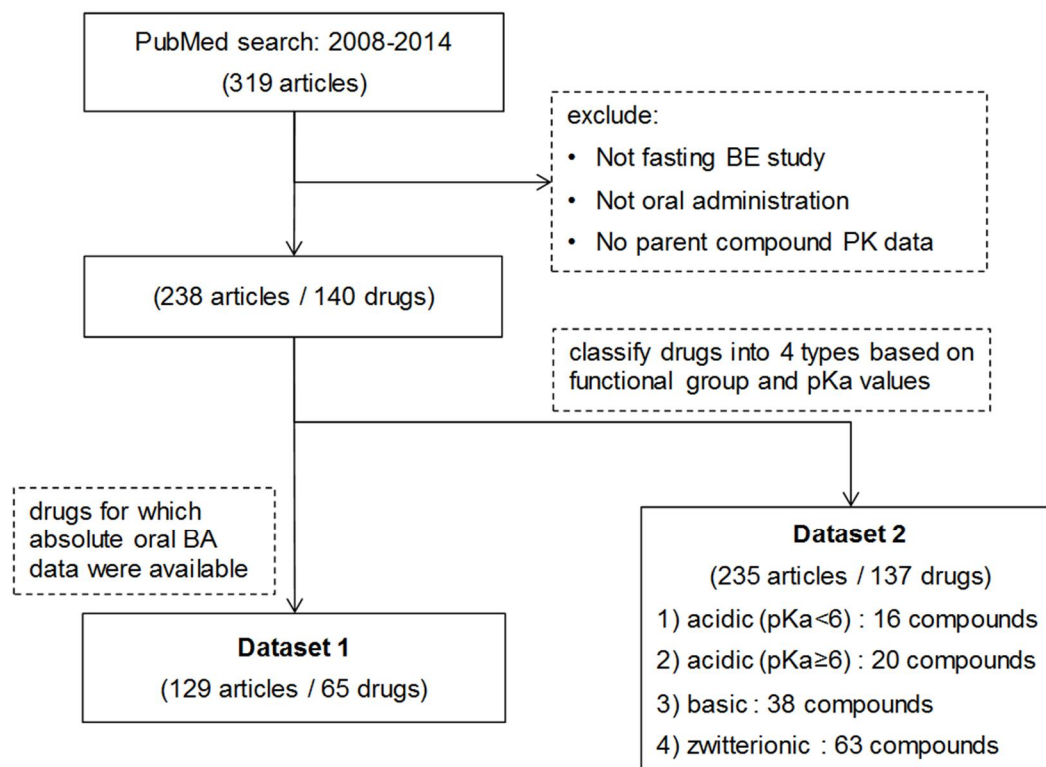 PubMed search: 2008-2014
(319 articles)
exclude:
• Not fasting BE study
• Not oral administration
• No parent compound PK data
(238 articles / 140 drugs)
classify drugs into 4 types based on
functional group and pKa values
drugs for which
absolute oral BA
data were available
Dataset 1
(129 articles / 65 drugs)
Dataset 2
(235 articles / 137 drugs)
1) acidic (pKa<6) : 16 compounds
2) acidic (pKa≥6) : 20 compounds
3) basic : 38 compounds
4) zwitterionic : 63 compounds